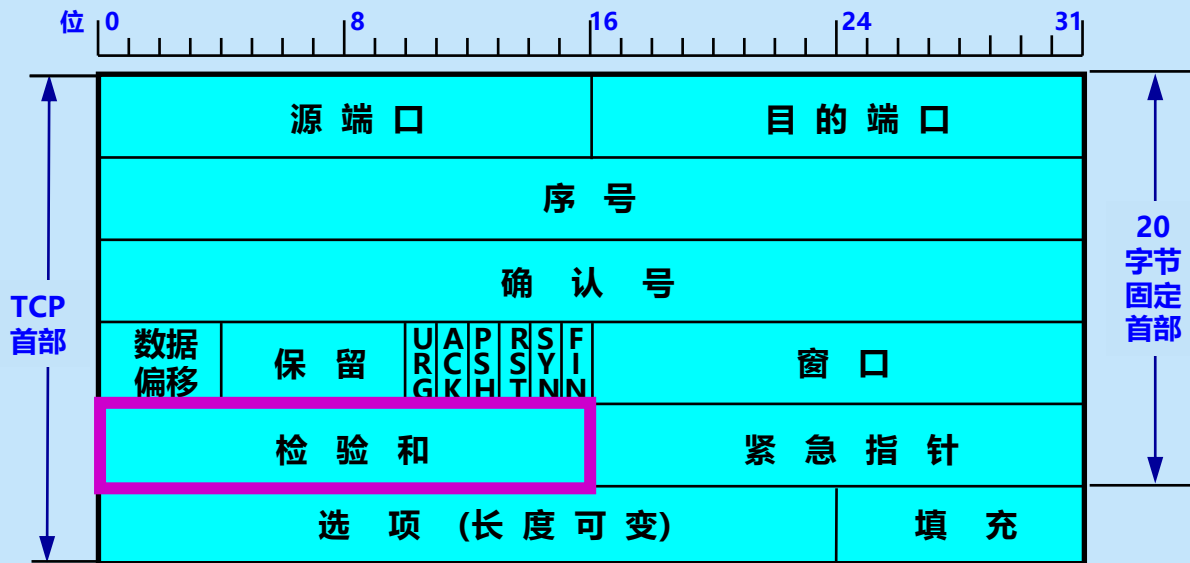 位 0 8 16 24 31
源端口 目的端口
序号
确认号
数据
偏移
保留
URG
ACK
PSH
RST
SYN
FIN
窗口
检验和 紧急指针
选项 (长度可变) 填充
TCP
首部
20
字节
固定
首部